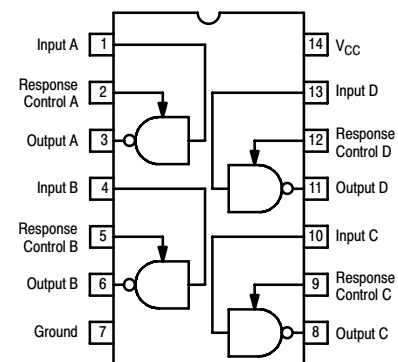 Input A 1
Response
Control A 2
Output A 3
Input B 4
Response
Control B 5
Output B 6
Ground 7
14 VCC
13 Input D
12 Response
Control D
11 Output D
10 Input C
9 Response
Control C
8 Output C